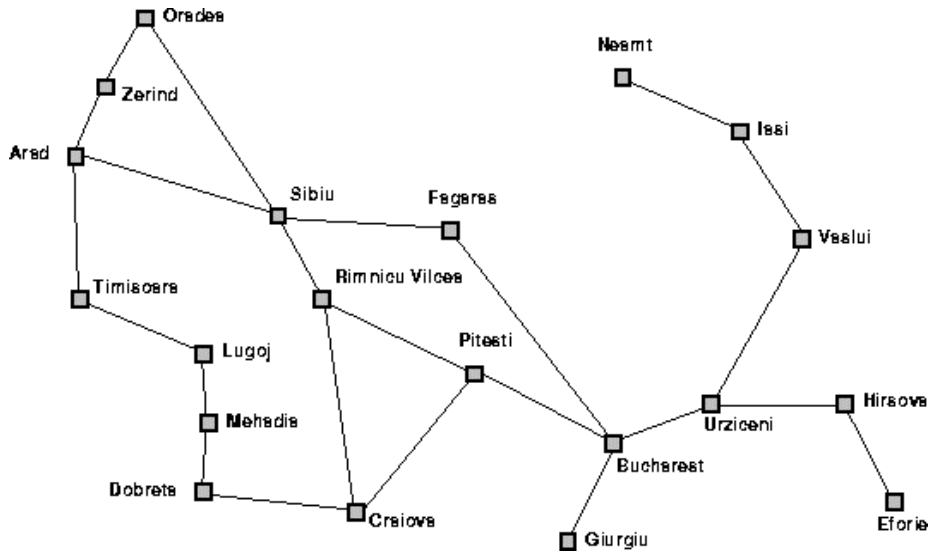 Oradea
Neamt
Zerind
Iasi
Arad
Sibiu
Fagaras
Vaslui
Rimnicu Vilcea
Timisoara
Pitesti
Lugoj
Hirsova
Urziceni
Mehadia
Bucharest
Dobreta
Craiova
Eforie
Giurgiu